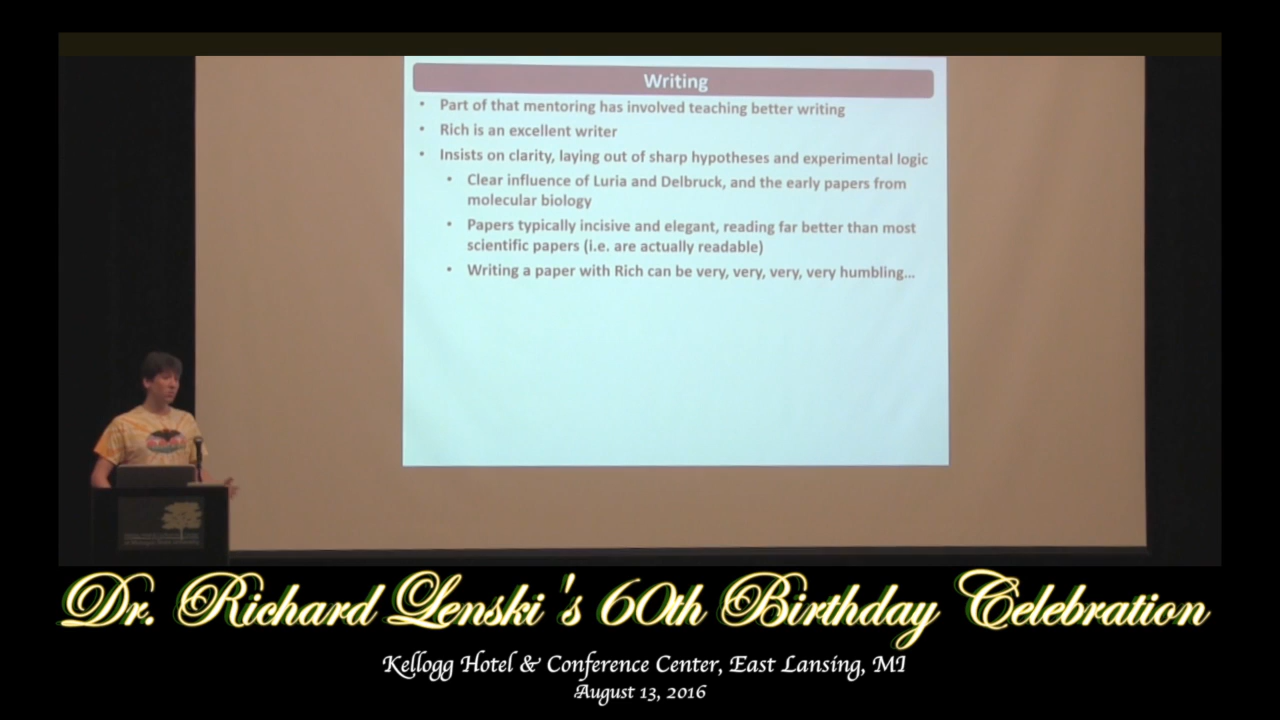 Writing
• Part of that mentoring has involved teaching better writing
• Rich is an excellent writer
• Insists on clarity, laying out of sharp hypotheses and experimental logic
• Clear influence of Luria and Delbruck, and the early papers from
molecular biology
• Papers typically incisive and elegant, reading far better than most
scientific papers (i.e. are actually readable)
• Writing a paper with Rich can be very, very, very, very humbling...
Dr. Richard Lenski's 60th Birthday Celebration
Kellogg Hotel & Conference Center, East Lansing, MI
August 13, 2016